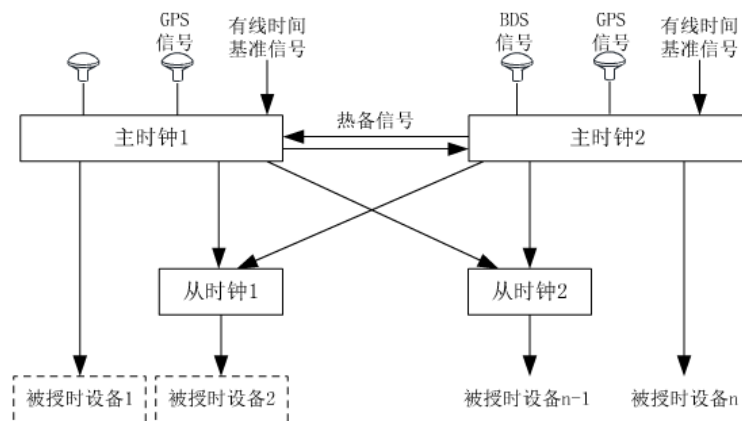 GPS
信号
有线时间
基准信号
BDS
信号
GPS
信号
有线时间
基准信号
热备信号
主时钟1
主时钟2
从时钟1
从时钟2
被授时设备1
被授时设备2
被授时设备n-1
被授时设备n